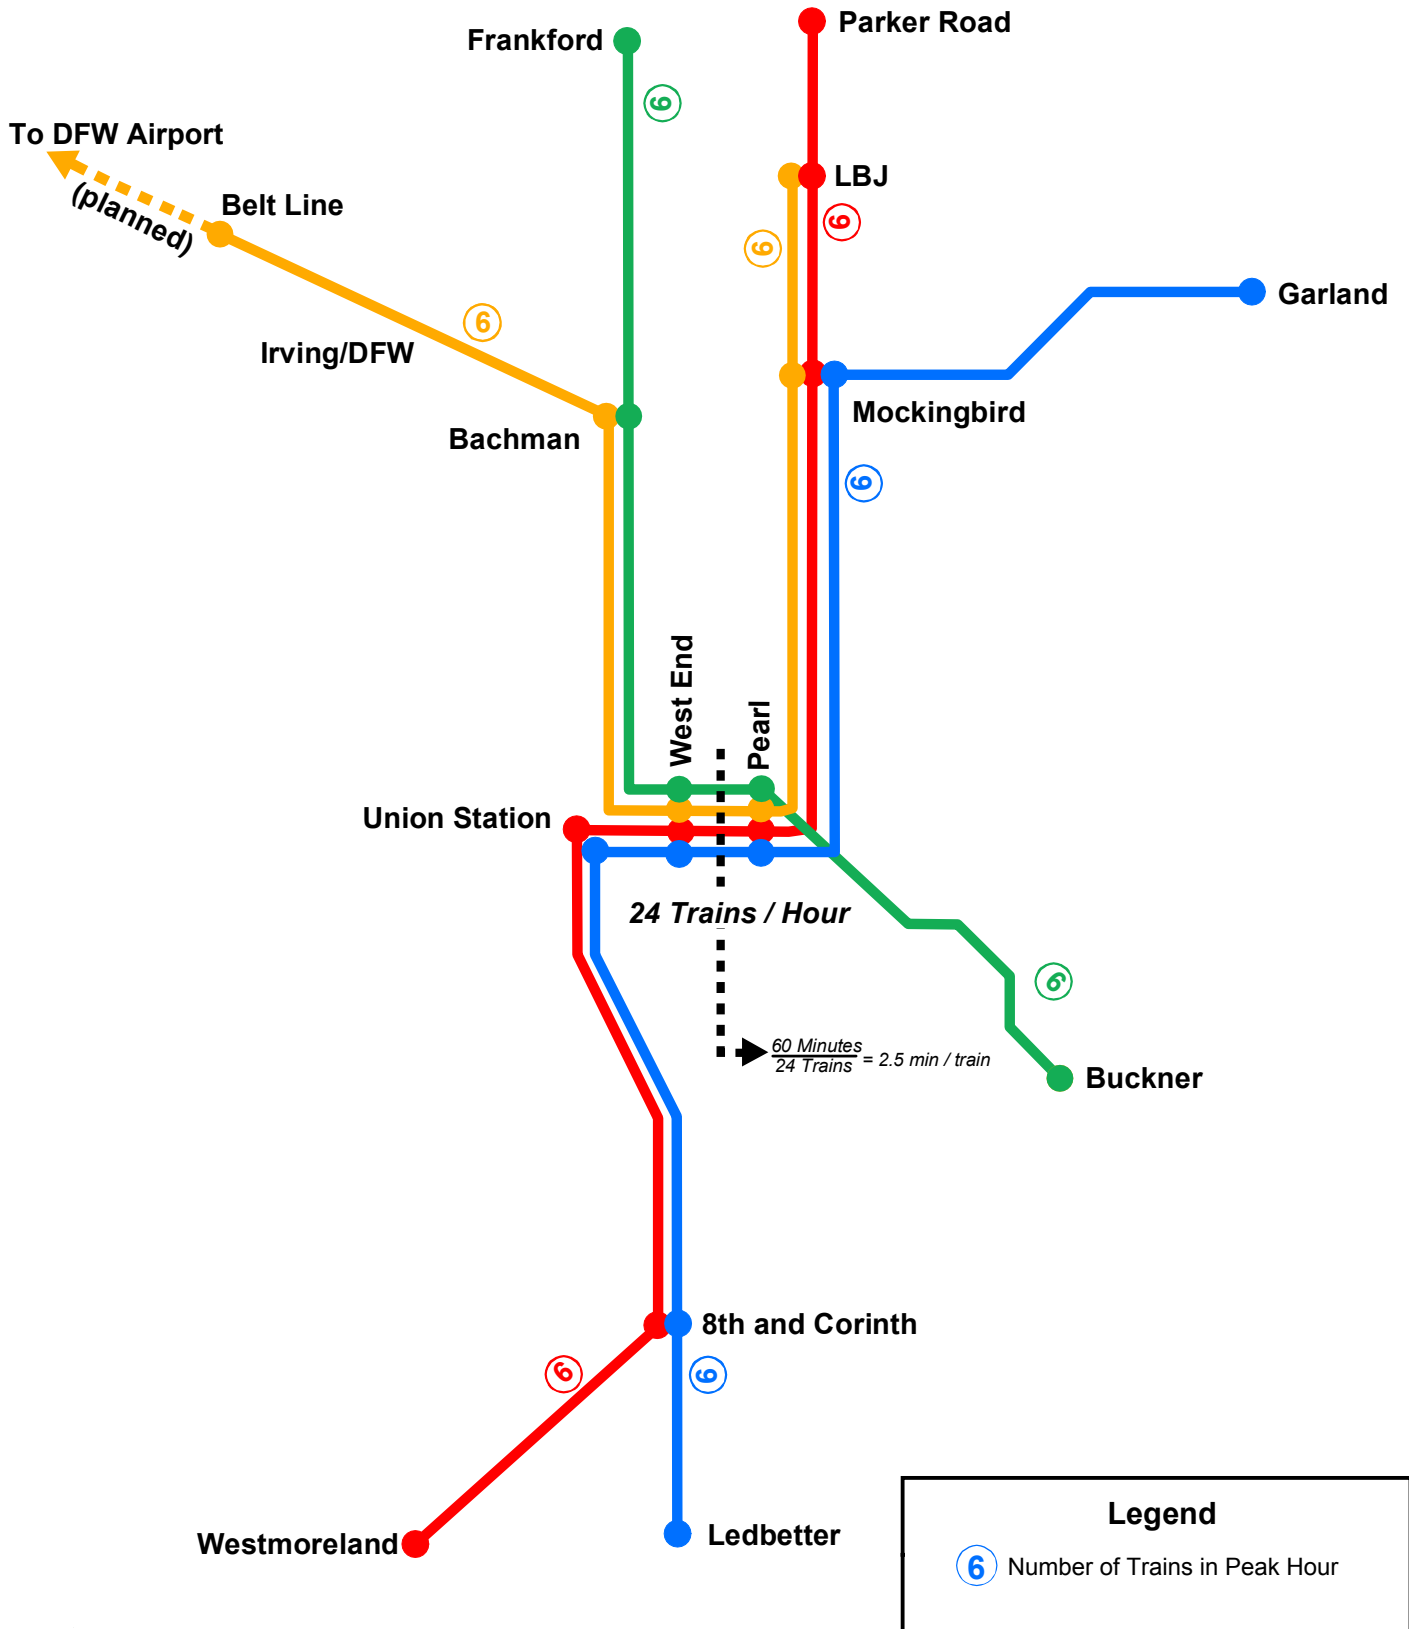 Parker Road
Frankford
6
To DFW Airport
(planned)
Belt Line
LBJ
6
6
Garland
6
Irving/DFW
Mockingbird
Bachman
6
West End
Pearl
Union Station
24 Trains / Hour
6
60 Minutes
24 Trains
= 2.5 min / train
Buckner
8th and Corinth
6
6
Westmoreland
Ledbetter
Legend
6 Number of Trains in Peak Hour